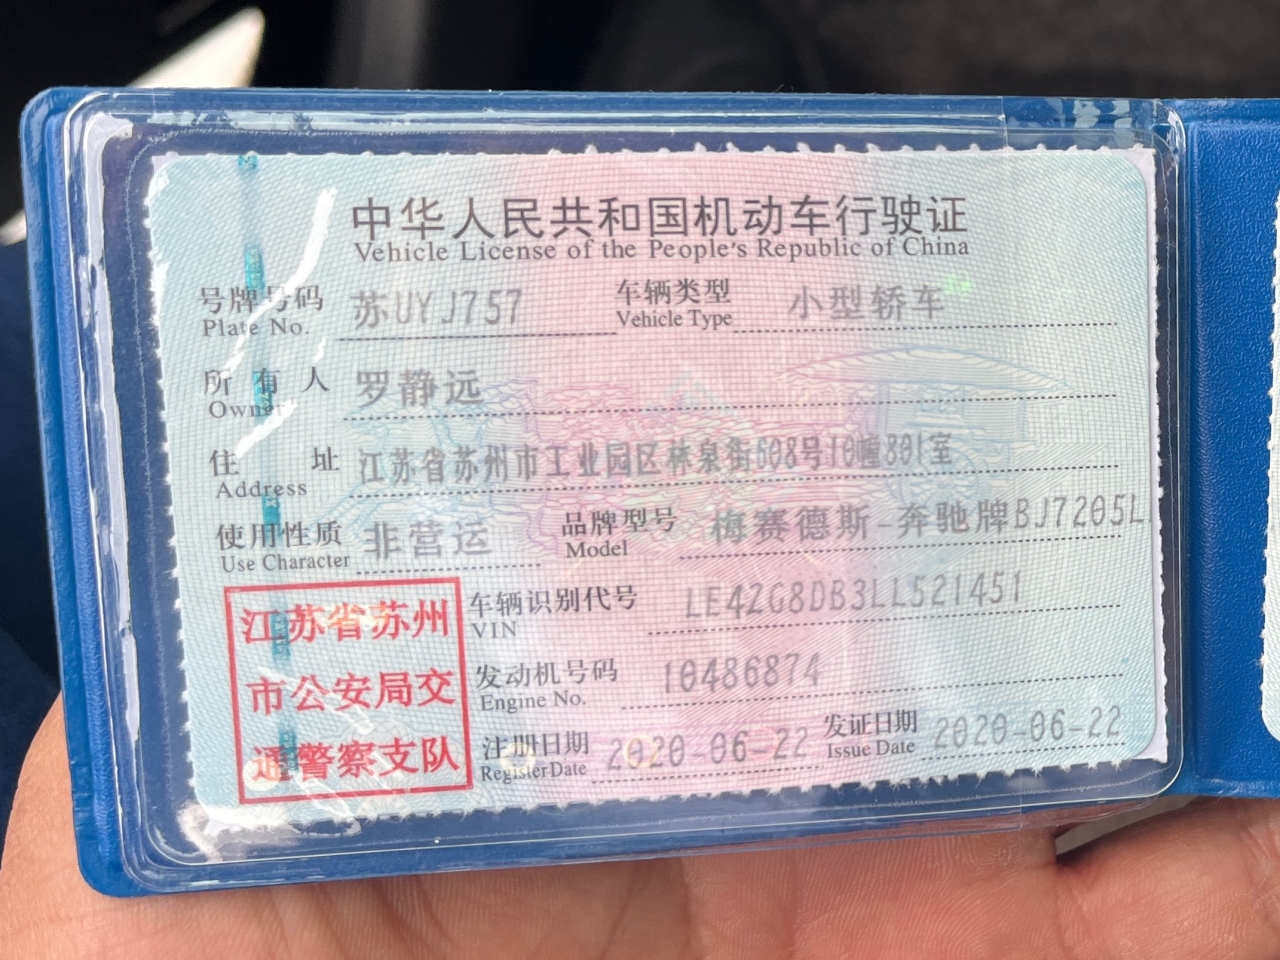 中华人民共和国机动车行驶证
Vehicle License of the People's Republic of China
号牌号码 苏UYJ757 车辆类型 小型轿车
Plate No. Vehicle Type
所有人 罗静远
Owner
住址 江苏省苏州市工业园区林泉街608号10幢801室
Address
使用性质 非营运 品牌型号 梅赛德斯-奔驰牌BJ7205L
Use Character Model
江苏省苏州
市公安局交
通警察支队
车辆识别代号 LE42G8DB3LL521451
VIN
发动机号码 10486874
Engine No.
注册日期 2020-06-22 发证日期 2020-06-22
Register Date Issue Date